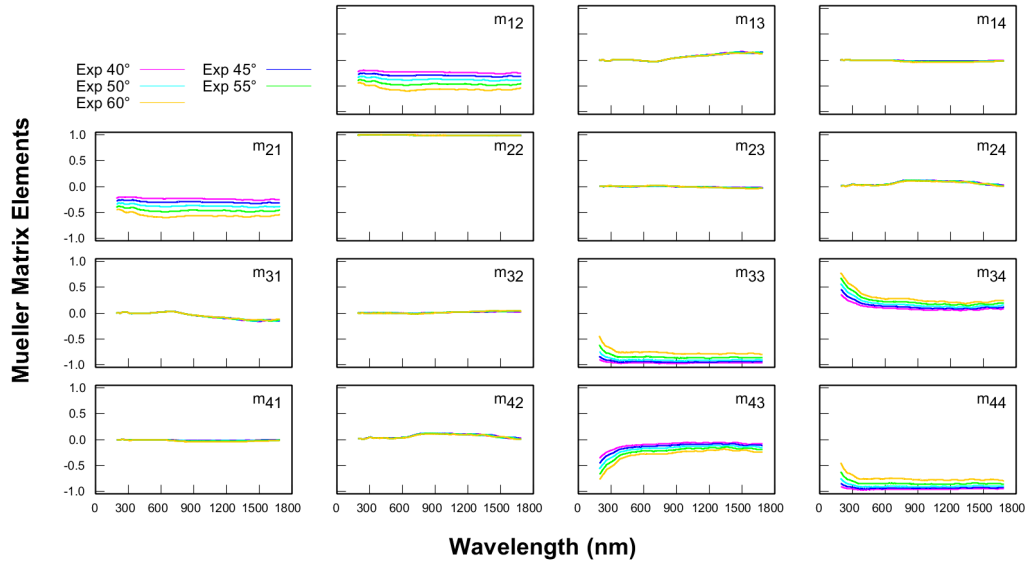 m12
m13
m14
Exp 40° Exp 45°
Exp 50° Exp 55°
Exp 60°
Mueller Matrix Elements
1.0
0.5
0.0
-0.5
-1.0
m21
m22
m23
m24
1.0
0.5
0.0
-0.5
-1.0
m31
m32
m33
m34
1.0
0.5
0.0
-0.5
-1.0
m41
m42
m43
m44
0 300 600 900 1200 1500 1800
0 300 600 900 1200 1500 1800
0 300 600 900 1200 1500 1800
0 300 600 900 1200 1500 1800
Wavelength (nm)